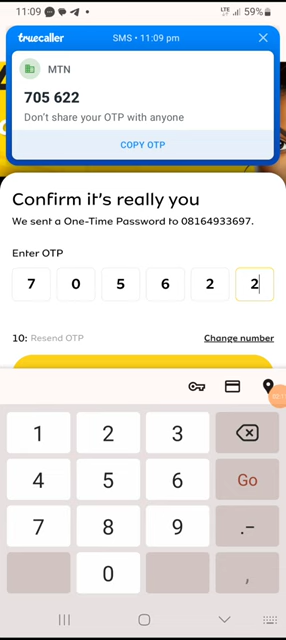 11:09
LTE
59%
truecaller
SMS • 11:09 pm
MTN
705 622
Don't share your OTP with anyone
COPY OTP
Confirm it's really you
We sent a One-Time Password to 08164933697.
Enter OTP
7 0 5 6 2 2
10: Resend OTP
Change number
1 2 3
4 5 6 Go
7 8 9 .-
0 ,